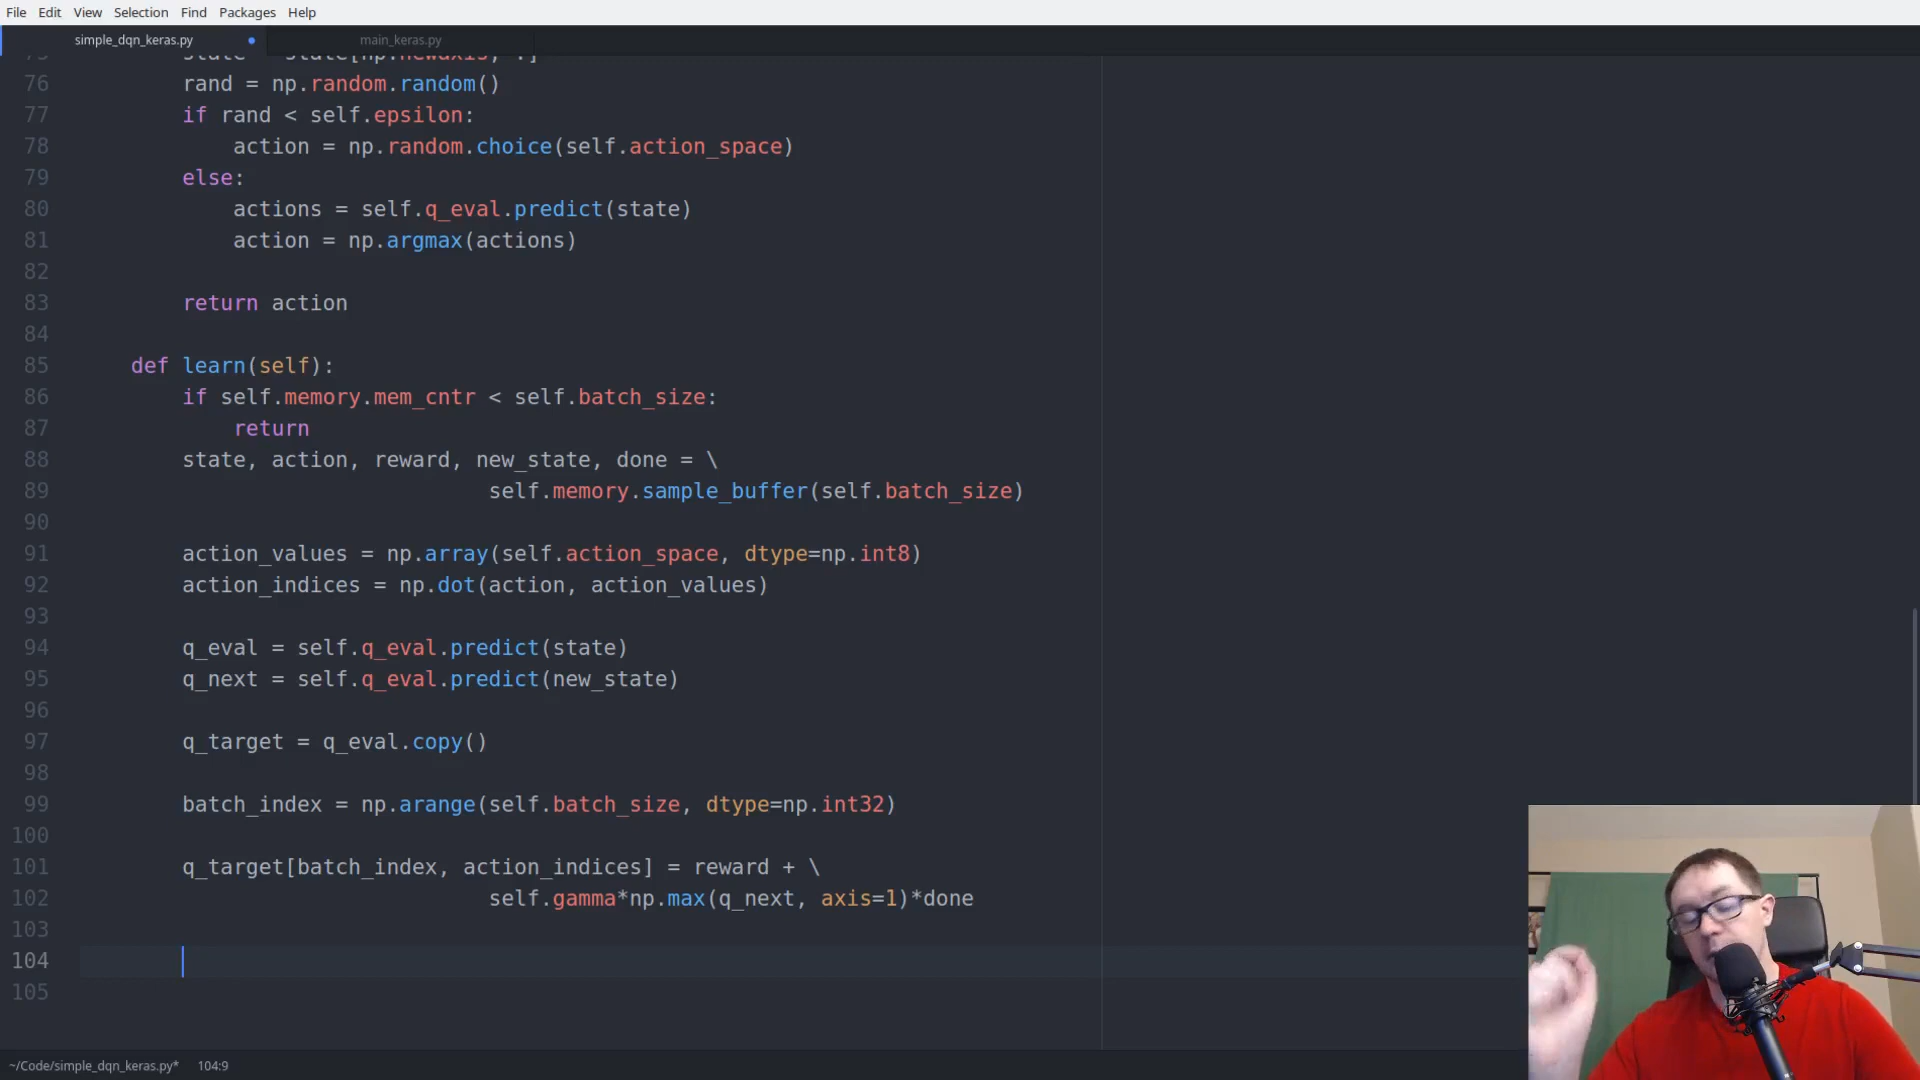 File Edit View Selection Find Packages Help
simple_dqn_keras.py main_keras.py
75 state = state[np.newaxis, :]
76 rand = np.random.random()
77 if rand < self.epsilon:
78 action = np.random.choice(self.action_space)
79 else:
80 actions = self.q_eval.predict(state)
81 action = np.argmax(actions)
82
83 return action
84
85 def learn(self):
86 if self.memory.mem_cntr < self.batch_size:
87 return
88 state, action, reward, new_state, done = \
89 self.memory.sample_buffer(self.batch_size)
90
91 action_values = np.array(self.action_space, dtype=np.int8)
92 action_indices = np.dot(action, action_values)
93
94 q_eval = self.q_eval.predict(state)
95 q_next = self.q_eval.predict(new_state)
96
97 q_target = q_eval.copy()
98
99 batch_index = np.arange(self.batch_size, dtype=np.int32)
100
101 q_target[batch_index, action_indices] = reward + \
102 self.gamma*np.max(q_next, axis=1)*done
103
104
105
~/Code/simple_dqn_keras.py* 104:9